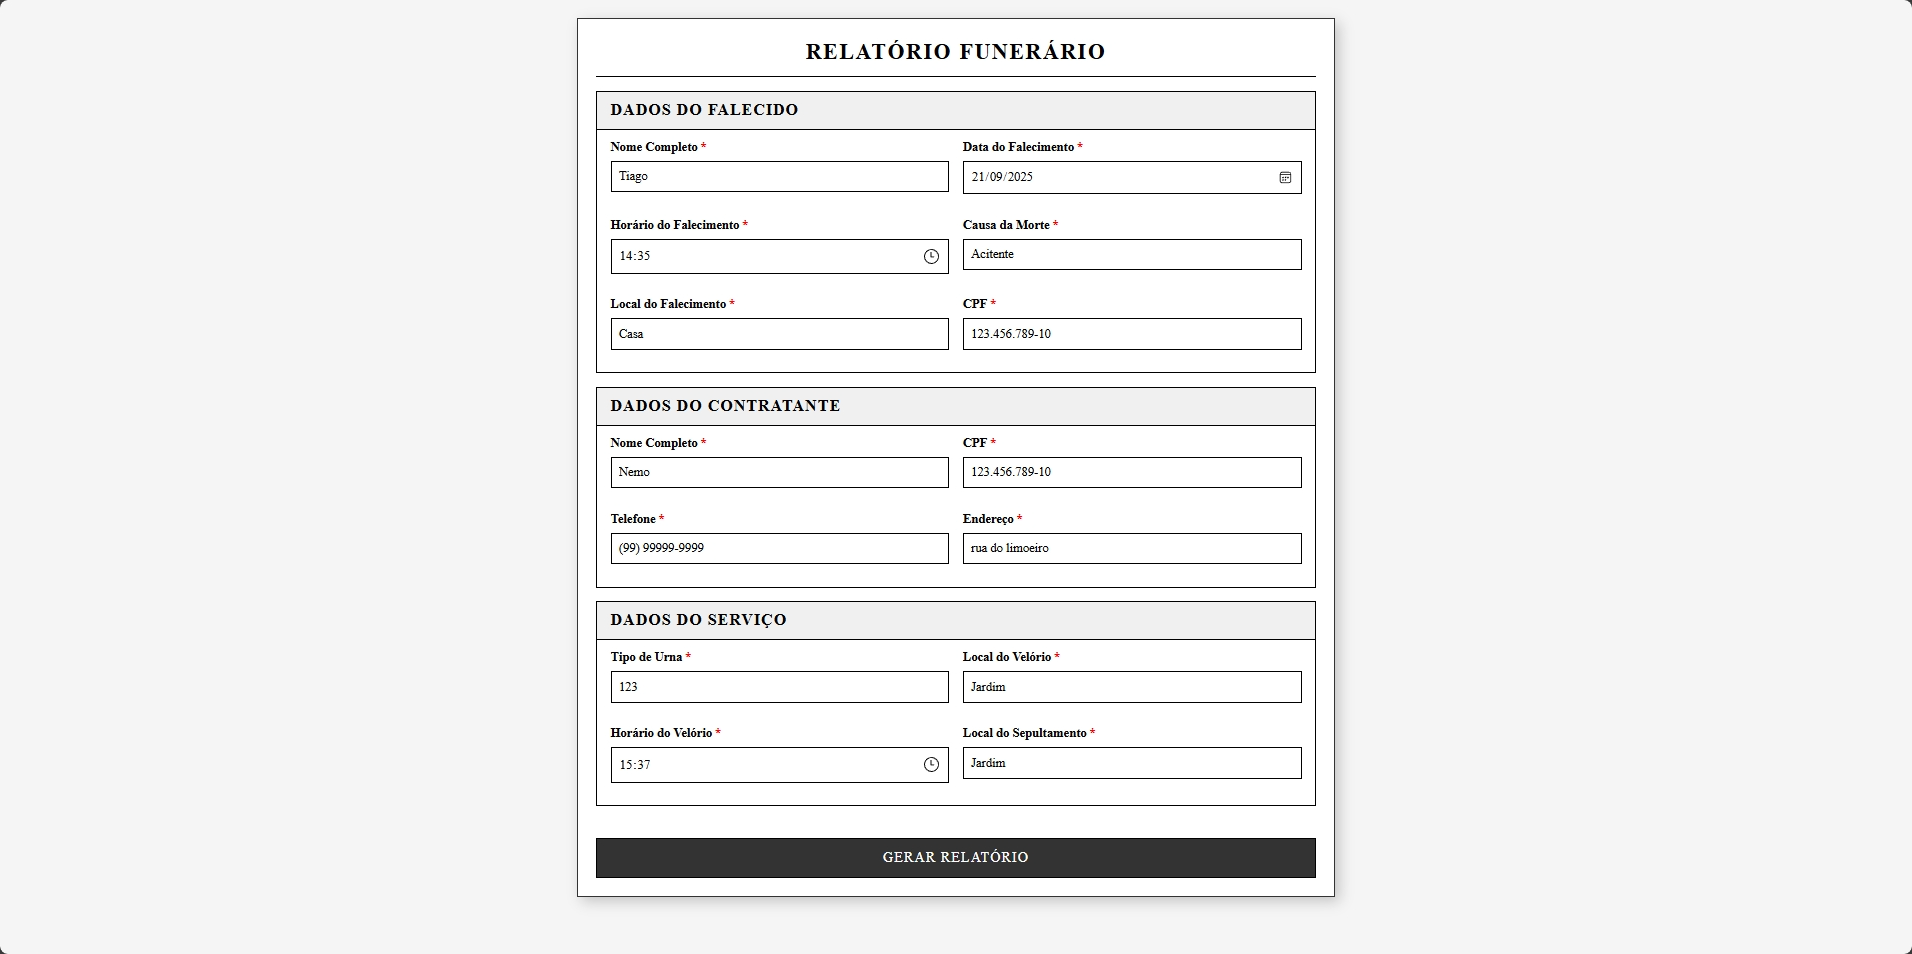 RELATÓRIO FUNERÁRIO
DADOS DO FALECIDO
Nome Completo *
Data do Falecimento *
Tiago
21/09/2025
Horário do Falecimento *
Causa da Morte *
14:35
Acitente
Local do Falecimento *
CPF *
Casa
123.456.789-10
DADOS DO CONTRATANTE
Nome Completo *
CPF *
Nemo
123.456.789-10
Telefone *
Endereço *
(99) 99999-9999
rua do limoeiro
DADOS DO SERVIÇO
Tipo de Urna *
Local do Velório *
123
Jardim
Horário do Velório *
Local do Sepultamento *
15:37
Jardim
GERAR RELATÓRIO